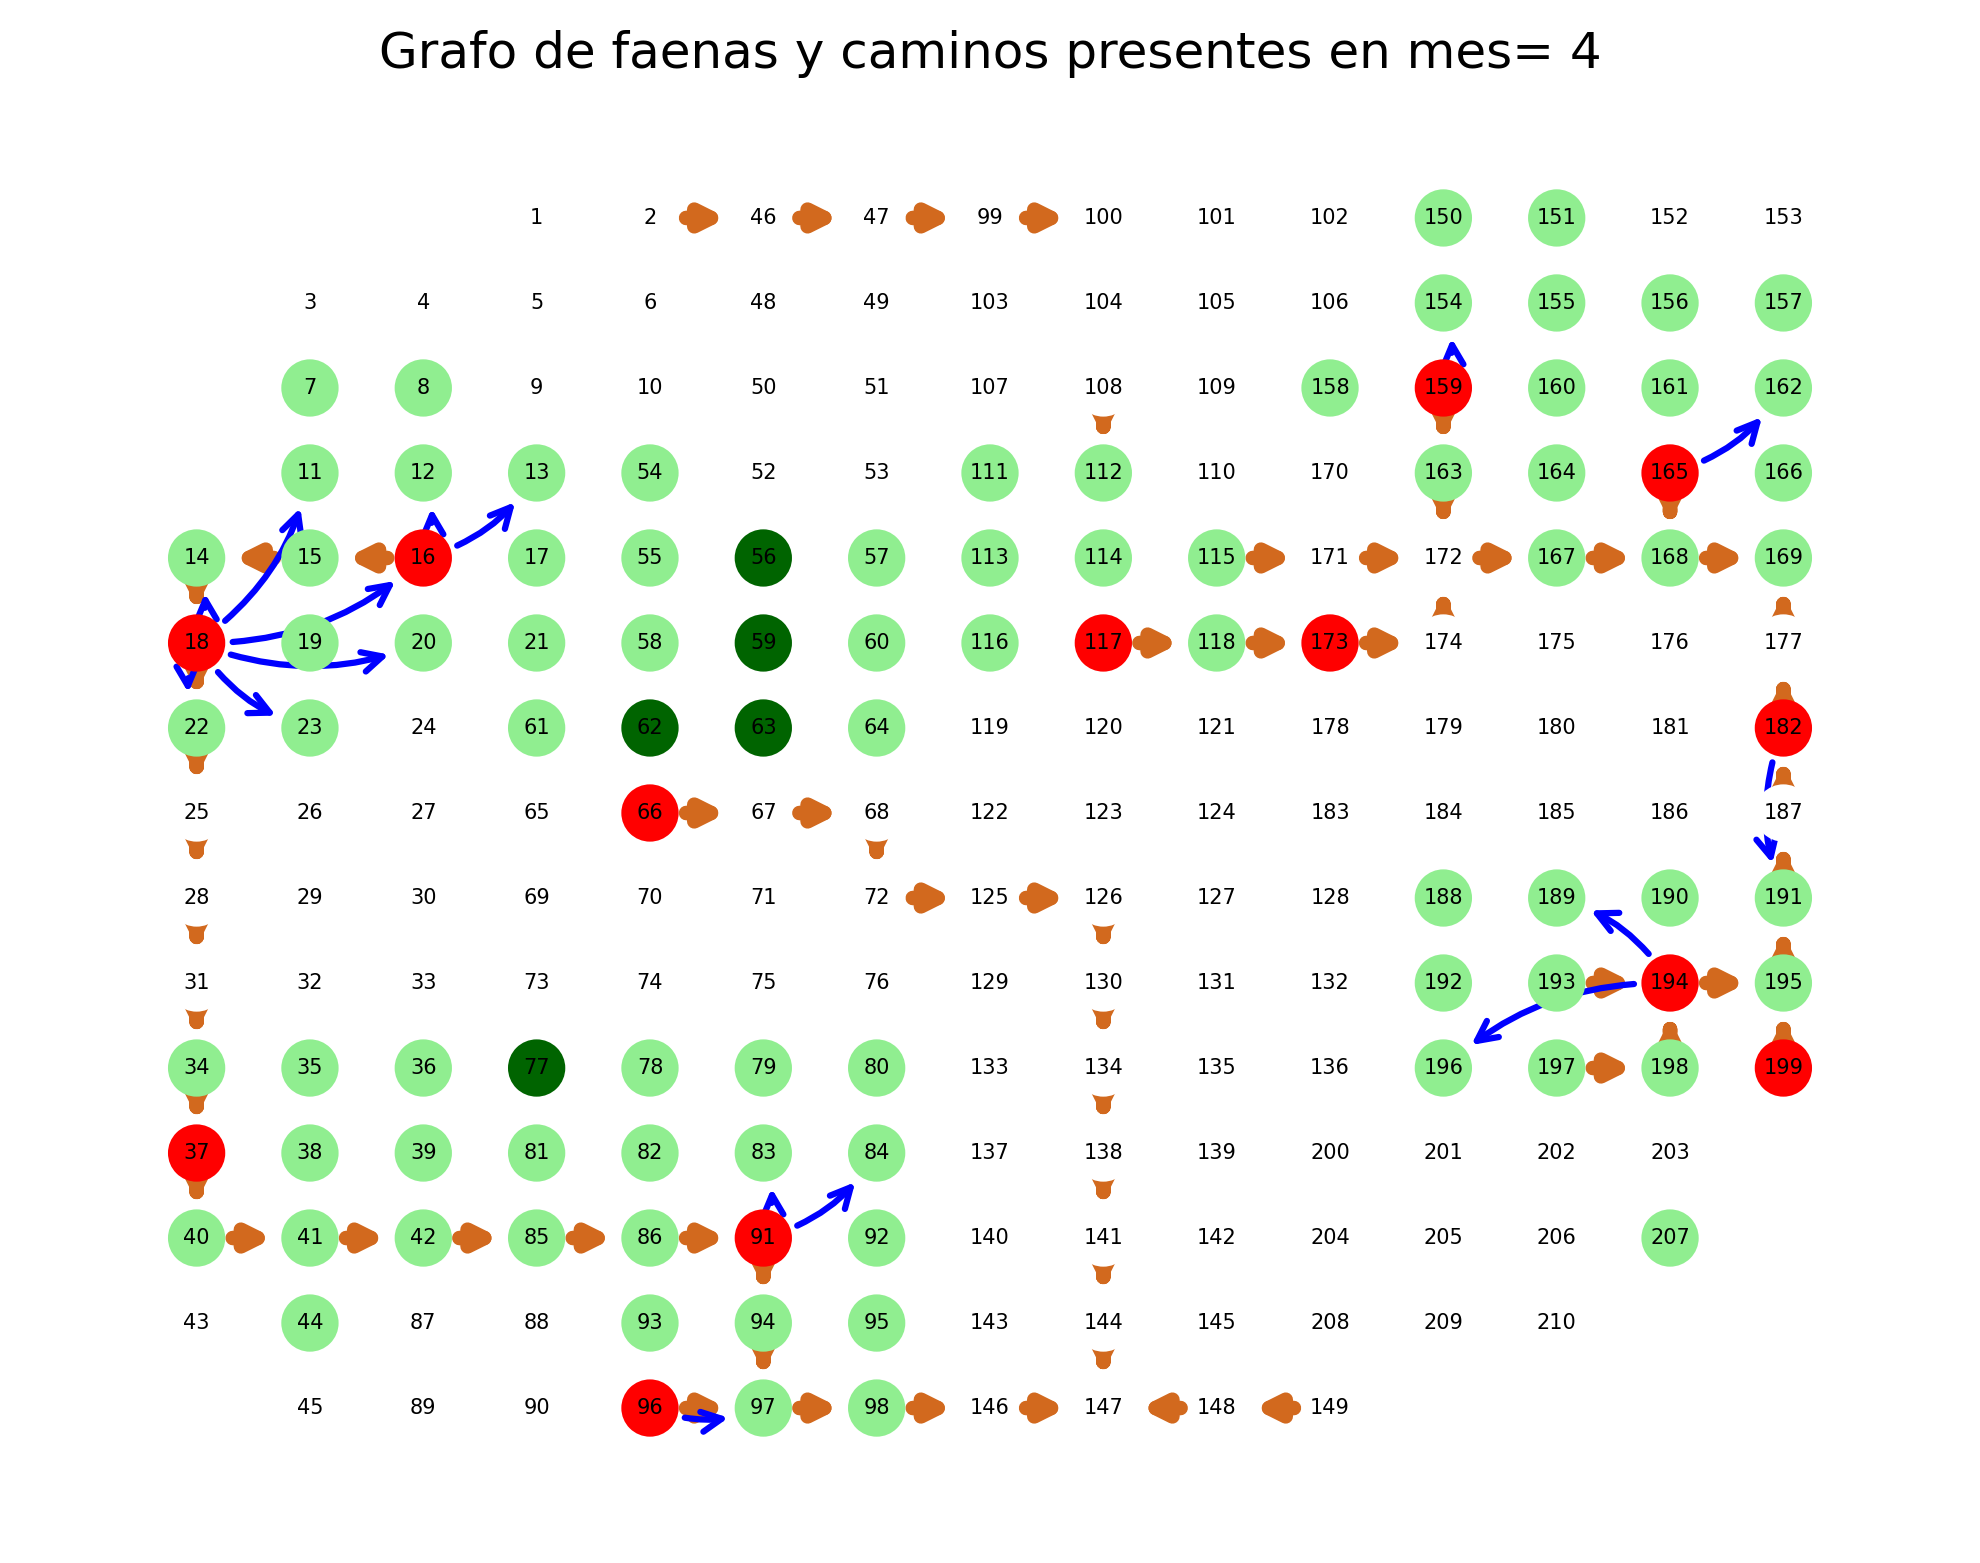 Grafo de faenas y caminos presentes en mes= 4
1 2 46 47 99 100 101 102 150 151 152 153
3 4 5 6 48 49 103 104 105 106 154 155 156 157
7 8 9 10 50 51 107 108 109 158 159 160 161 162
11 12 13 54 52 53 111 112 110 170 163 164 165 166
14 15 16 17 55 56 57 113 114 115 171 172 167 168 169
18 19 20 21 58 59 60 116 117 118 173 174 175 176 177
22 23 24 61 62 63 64 119 120 121 178 179 180 181 182
25 26 27 65 66 67 68 122 123 124 183 184 185 186 187
28 29 30 69 70 71 72 125 126 127 128 188 189 190 191
31 32 33 73 74 75 76 129 130 131 132 192 193 194 195
34 35 36 77 78 79 80 133 134 135 136 196 197 198 199
37 38 39 81 82 83 84 137 138 139 200 201 202 203
40 41 42 85 86 91 92 140 141 142 204 205 206 207
43 44 87 88 93 94 95 143 144 145 208 209 210
45 89 90 96 97 98 146 147 148 149